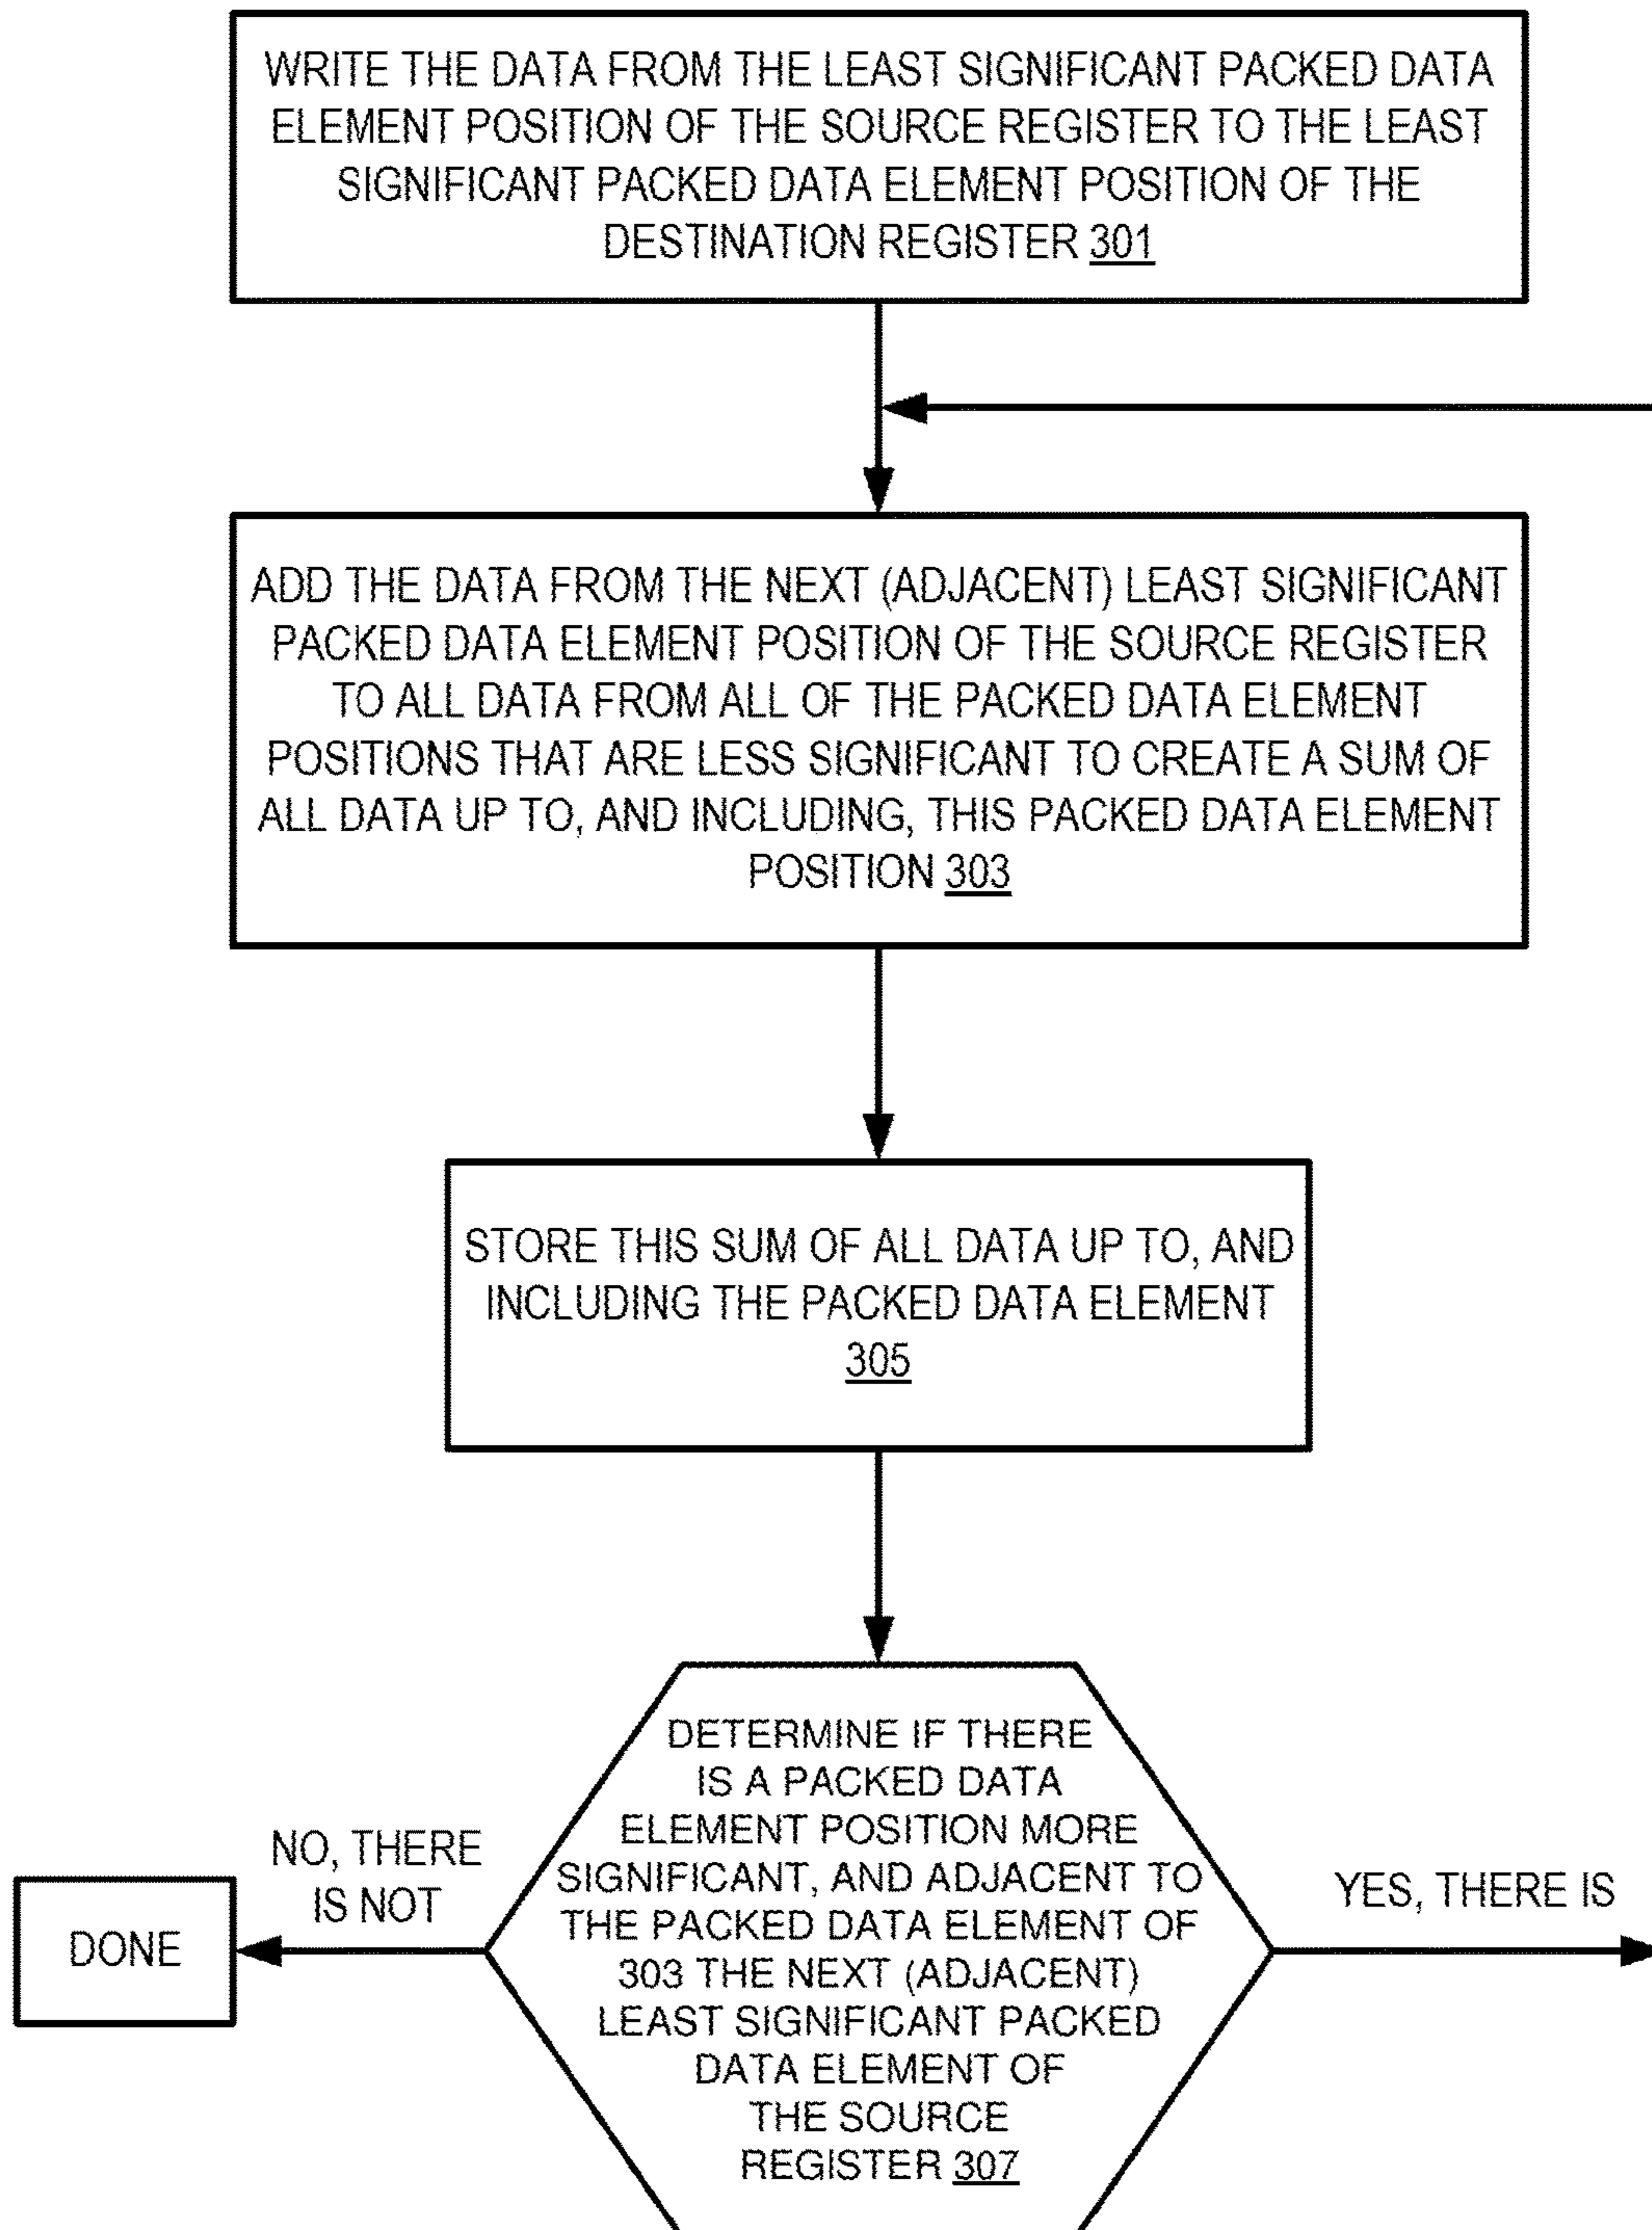 WRITE THE DATA FROM THE LEAST SIGNIFICANT PACKED DATA
ELEMENT POSITION OF THE SOURCE REGISTER TO THE LEAST
SIGNIFICANT PACKED DATA ELEMENT POSITION OF THE
DESTINATION REGISTER 301
ADD THE DATA FROM THE NEXT (ADJACENT) LEAST SIGNIFICANT
PACKED DATA ELEMENT POSITION OF THE SOURCE REGISTER
TO ALL DATA FROM ALL OF THE PACKED DATA ELEMENT
POSITIONS THAT ARE LESS SIGNIFICANT TO CREATE A SUM OF
ALL DATA UP TO, AND INCLUDING, THIS PACKED DATA ELEMENT
POSITION 303
STORE THIS SUM OF ALL DATA UP TO, AND
INCLUDING THE PACKED DATA ELEMENT
305
DETERMINE IF THERE
IS A PACKED DATA
ELEMENT POSITION MORE
SIGNIFICANT, AND ADJACENT TO
THE PACKED DATA ELEMENT OF
303 THE NEXT (ADJACENT)
LEAST SIGNIFICANT PACKED
DATA ELEMENT OF
THE SOURCE
REGISTER 307
NO, THERE
IS NOT
DONE
YES, THERE IS